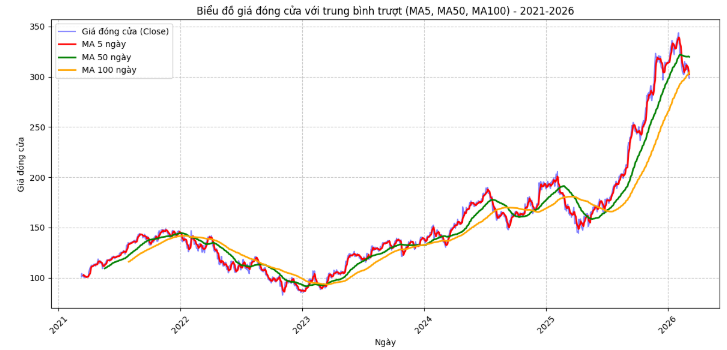 Biểu đồ giá đóng cửa với trung bình trượt (MA5, MA50, MA100) - 2021-2026
Giá đóng cửa (Close)
MA 5 ngày
MA 50 ngày
MA 100 ngày
350
300
250
200
150
100
Giá đóng cửa
2021
2022
2023
2024
2025
2026
Ngày